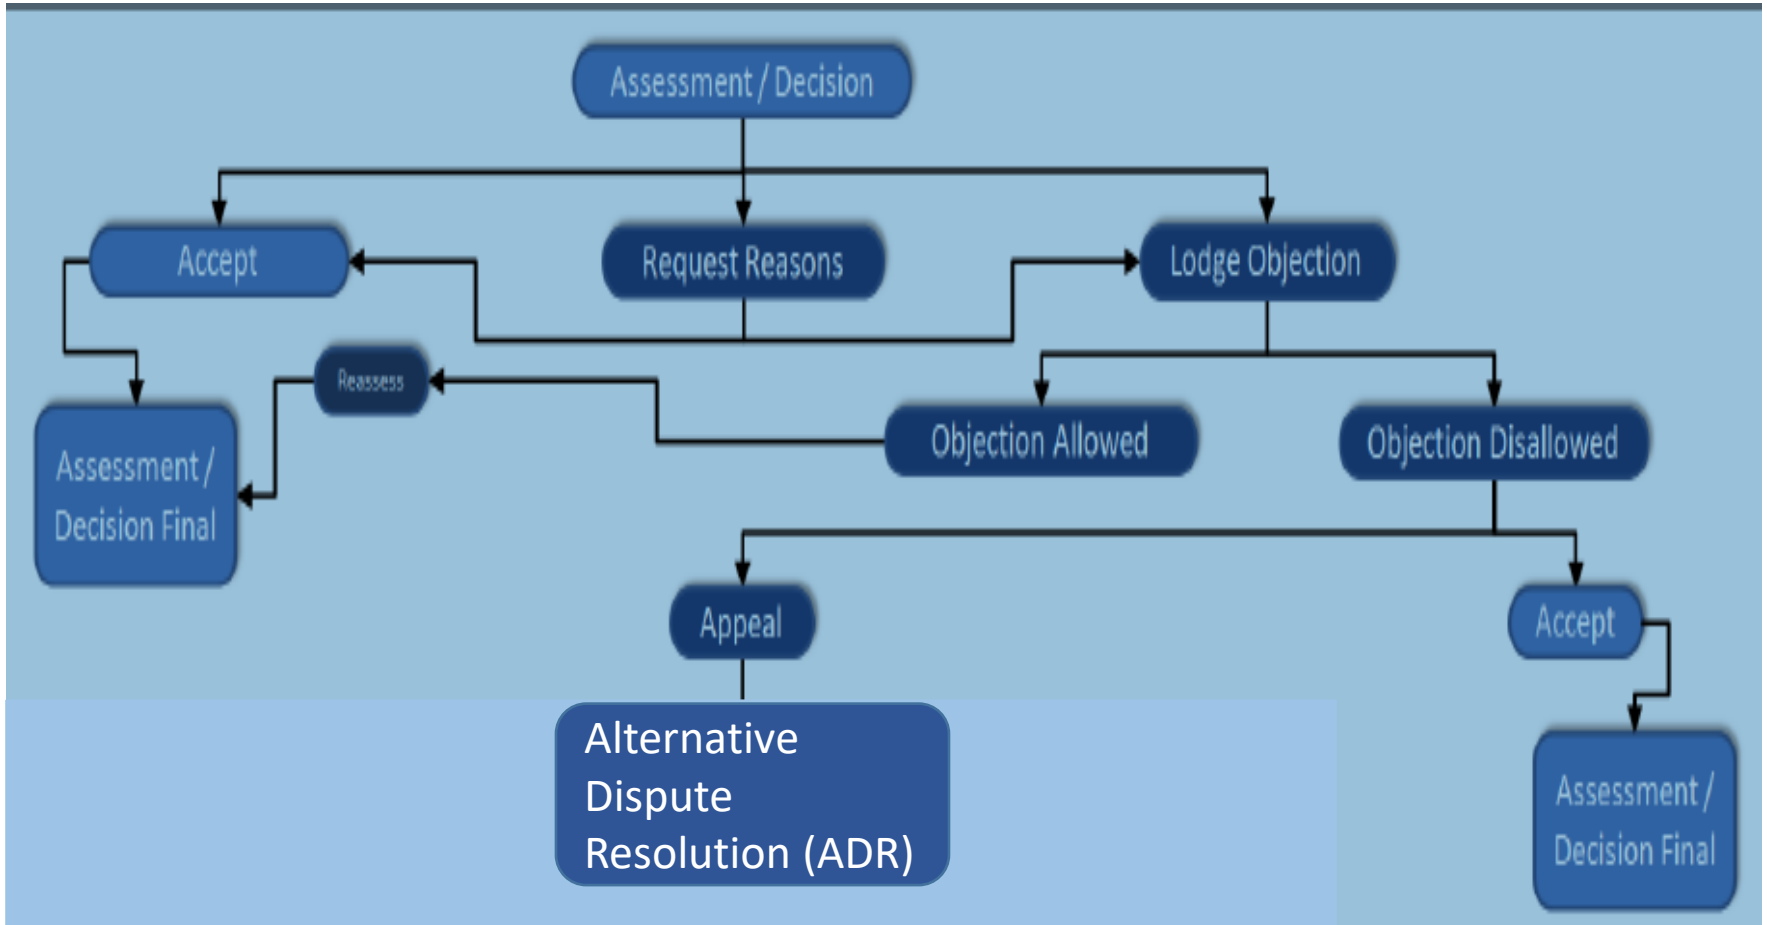 Assessment / Decision
Accept
Request Reasons
Lodge Objection
Reassess
Objection Allowed
Objection Disallowed
Assessment /
Decision Final
Appeal
Accept
Alternative
Dispute
Resolution (ADR)
Assessment /
Decision Final